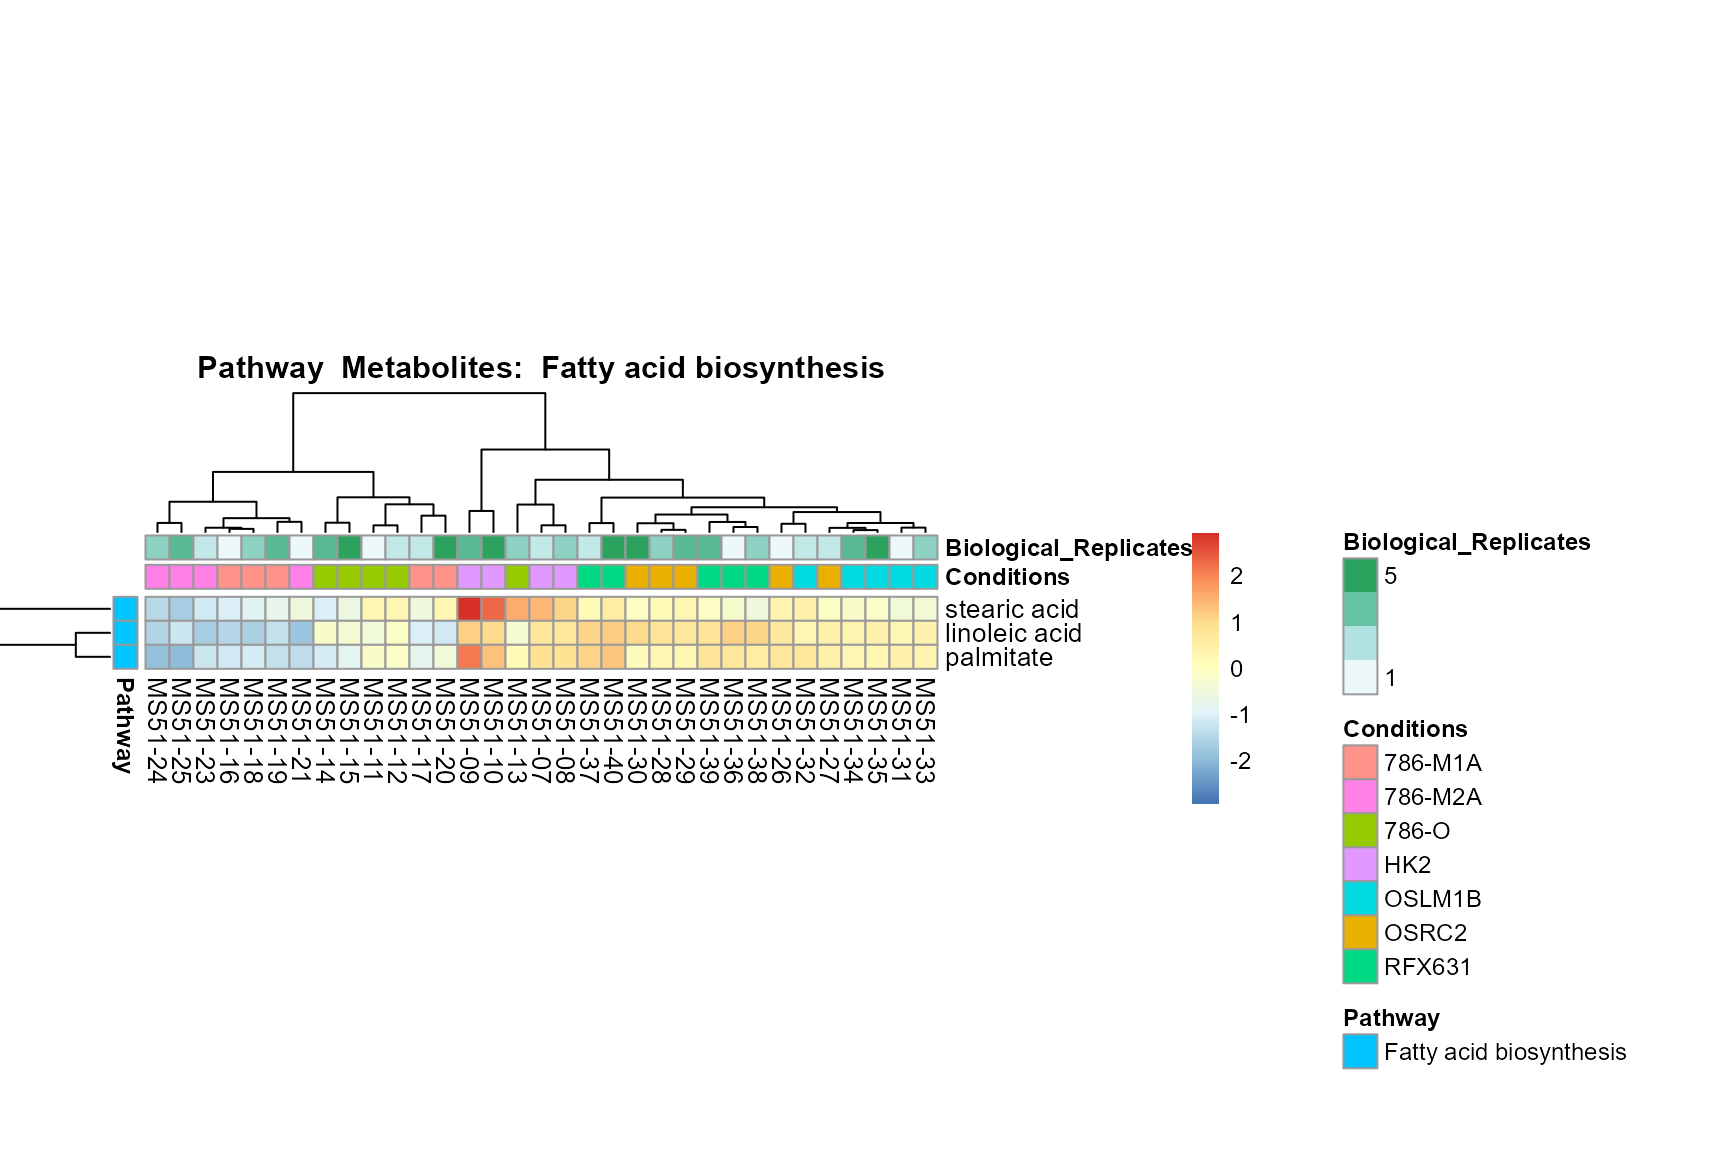 Pathway  Metabolites:  Fatty acid biosynthesis
Biological_Replicates
Conditions
stearic acid
linoleic acid
palmitate
Pathway
MS51-24
MS51-25
MS51-23
MS51-16
MS51-18
MS51-19
MS51-21
MS51-14
MS51-15
MS51-11
MS51-12
MS51-17
MS51-20
MS51-09
MS51-10
MS51-13
MS51-07
MS51-08
MS51-37
MS51-40
MS51-30
MS51-28
MS51-29
MS51-39
MS51-36
MS51-38
MS51-26
MS51-32
MS51-27
MS51-34
MS51-35
MS51-31
MS51-33
2
1
0
-1
-2
Biological_Replicates
5
1
Conditions
786-M1A
786-M2A
786-O
HK2
OSLM1B
OSRC2
RFX631
Pathway
Fatty acid biosynthesis